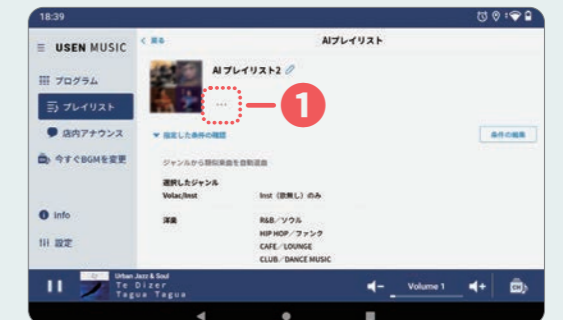 18:39
USEN MUSIC
< 戻る
AIプレイリスト
プログラム
プレイリスト
店内アナウンス
今すぐBGMを変更
Info
設定
AI プレイリスト2
...
1
指定した条件の確認
条件の編集
ジャンルから類似楽曲を自動選曲
選択したジャンル
Volac/Inst
Inst（歌無し）のみ
洋楽
R&B／ソウル
HIP HOP／ファンク
CAFE／LOUNGE
CLUB／DANCE MUSIC
Urban Jazz & Soul
Te Dizer
Tagua Tagua
Volume 1
CH